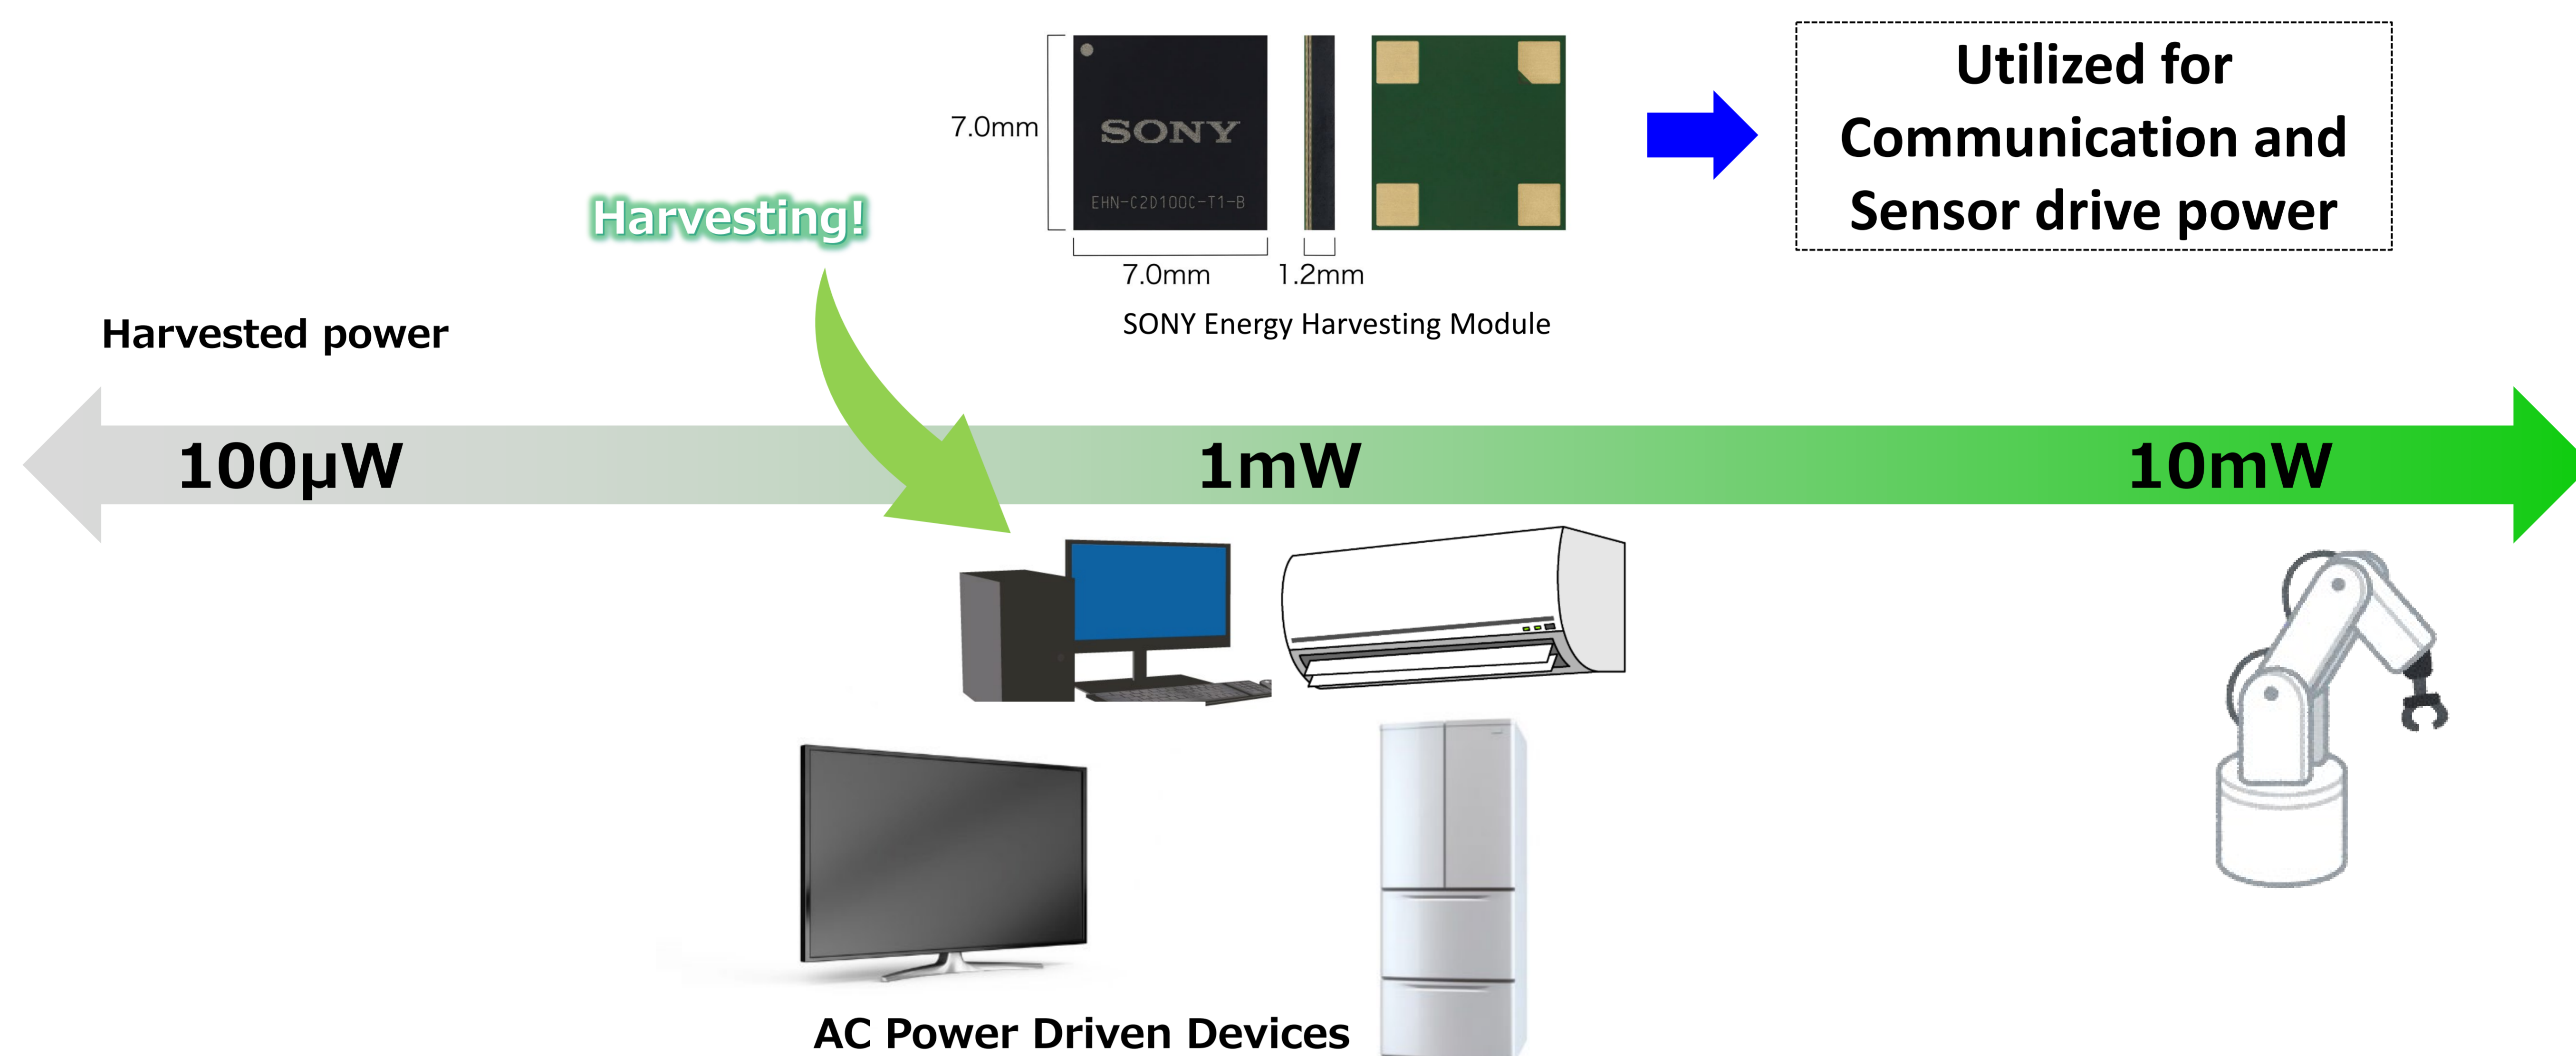 7.0mm
SONY
EHN-C2D100C-T1-B
7.0mm
1.2mm
SONY Energy Harvesting Module
Utilized for
Communication and
Sensor drive power
Harvesting!
Harvested power
100μW
1mW
10mW
AC Power Driven Devices